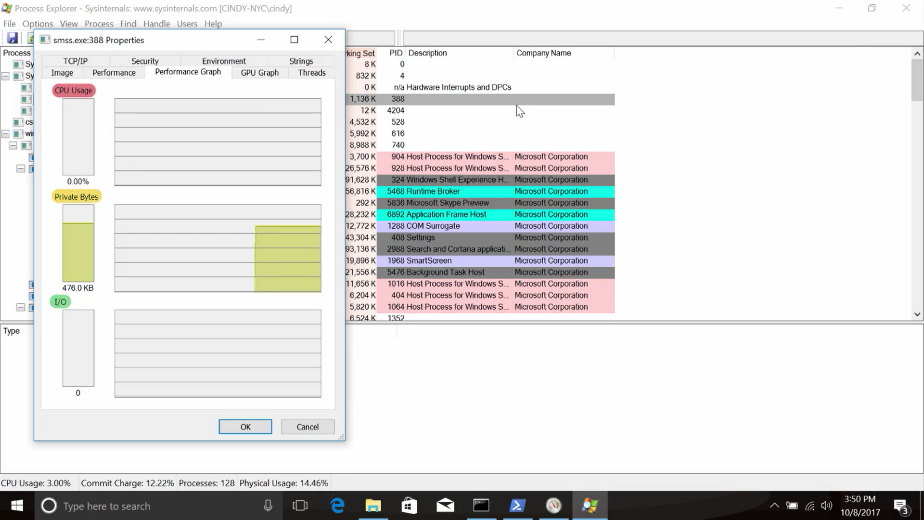 Process Explorer - Sysinternals: www.sysinternals.com [CINDY-NYC\cindy]
File Options View Process Find Handle Users Help
smss.exe:388 Properties
TCP/IP Security Environment Strings
Image Performance Performance Graph GPU Graph Threads
CPU Usage
0.00%
Private Bytes
476.0 KB
I/O
0
OK Cancel
Process
rking Set PID Description Company Name
8 K 0
832 K 4
0 K n/a Hardware Interrupts and DPCs
1,136 K 388
12 K 4204
4,532 K 528
5,992 K 616
8,988 K 740
3,700 K 904 Host Process for Windows S... Microsoft Corporation
26,576 K 928 Host Process for Windows S... Microsoft Corporation
91,628 K 324 Windows Shell Experience H... Microsoft Corporation
56,816 K 5468 Runtime Broker Microsoft Corporation
292 K 5836 Microsoft Skype Preview Microsoft Corporation
28,232 K 6892 Application Frame Host Microsoft Corporation
12,772 K 1288 COM Surrogate Microsoft Corporation
43,304 K 408 Settings Microsoft Corporation
93,136 K 2988 Search and Cortana applicati... Microsoft Corporation
19,896 K 1968 SmartScreen Microsoft Corporation
21,556 K 5476 Background Task Host Microsoft Corporation
11,656 K 1016 Host Process for Windows S... Microsoft Corporation
6,204 K 404 Host Process for Windows S... Microsoft Corporation
5,820 K 1064 Host Process for Windows S... Microsoft Corporation
6,524 K 1352
Sy
Sy
cs
wi
Type
CPU Usage: 3.00% Commit Charge: 12.22% Processes: 128 Physical Usage: 14.46%
Type here to search
3:50 PM
10/8/2017
3